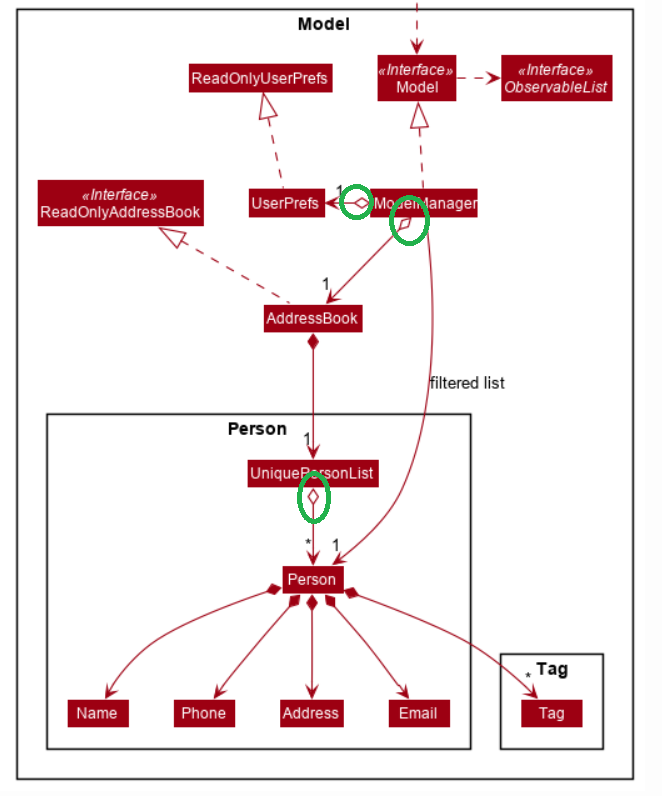 Model
ReadOnlyUserPrefs
«Interface»
Model
«Interface»
ObservableList
«Interface»
ReadOnlyAddressBook
UserPrefs
1
ModelManager
1
AddressBook
filtered list
Person
1
UniquePersonList
*
1
Person
Tag
*
Name
Phone
Address
Email
Tag